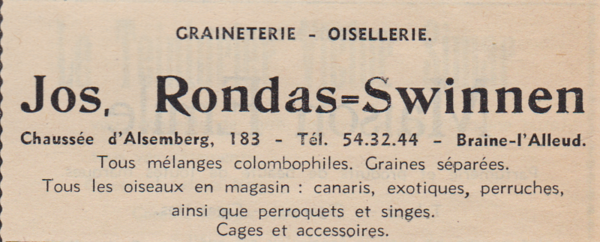 GRAINETERIE - OISELLERIE.
Jos, Rondas=Swinnen
Chaussée d'Alsemberg, 183 - Tél. 54.32.44 - Braine-l'Alleud.
Tous mélanges colombophiles. Graines séparées.
Tous les oiseaux en magasin : canaris, exotiques, perruches,
ainsi que perroquets et singes.
Cages et accessoires.